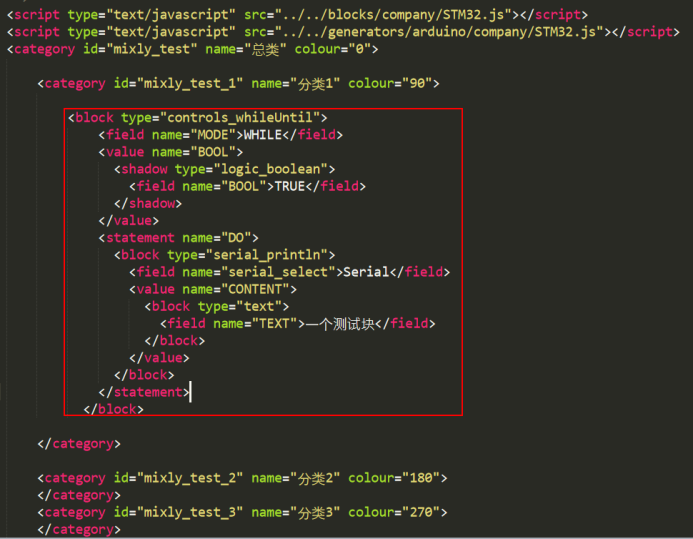 <script type="text/javascript" src="../../blocks/company/STM32.js"></script>
<script type="text/javascript" src="../../generators/arduino/company/STM32.js"></script>
<category id="mixly_test" name="总类" colour="0">
<category id="mixly_test_1" name="分类1" colour="90">
<block type="controls_whileUntil">
<field name="MODE">WHILE</field>
<value name="BOOL">
<shadow type="logic_boolean">
<field name="BOOL">TRUE</field>
</shadow>
</value>
<statement name="DO">
<block type="serial_println">
<field name="serial_select">Serial</field>
<value name="CONTENT">
<block type="text">
<field name="TEXT">一个测试块</field>
</block>
</value>
</block>
</statement>
</block>
</category>
<category id="mixly_test_2" name="分类2" colour="180">
</category>
<category id="mixly_test_3" name="分类3" colour="270">
</category>